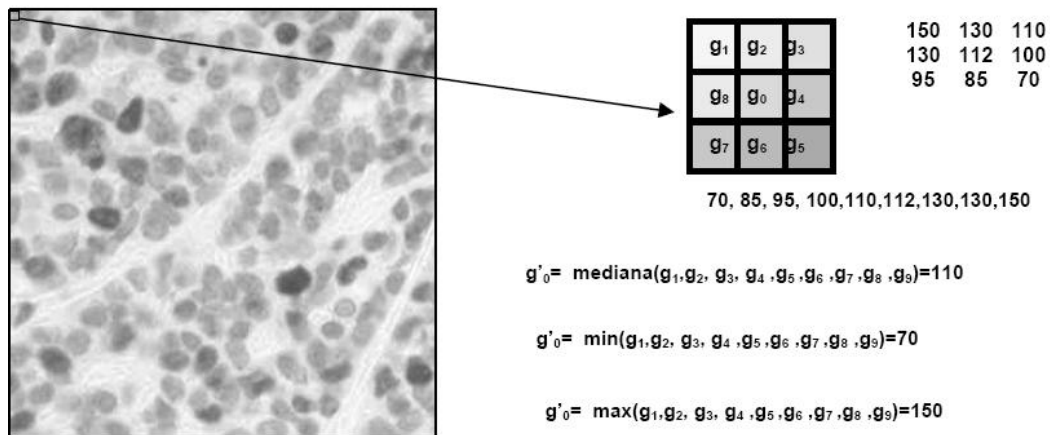 g₁ g₂ g₃
g₈ g₀ g₄
g₇ g₆ g₅
150 130 110
130 112 100
95 85 70
70, 85, 95, 100,110,112,130,130,150
g'₀= mediana(g₁,g₂, g₃, g₄ ,g₅ ,g₆ ,g₇ ,g₈ ,g₉)=110
g'₀= min(g₁,g₂, g₃, g₄ ,g₅ ,g₆ ,g₇ ,g₈ ,g₉)=70
g'₀= max(g₁,g₂, g₃, g₄ ,g₅ ,g₆ ,g₇ ,g₈ ,g₉)=150